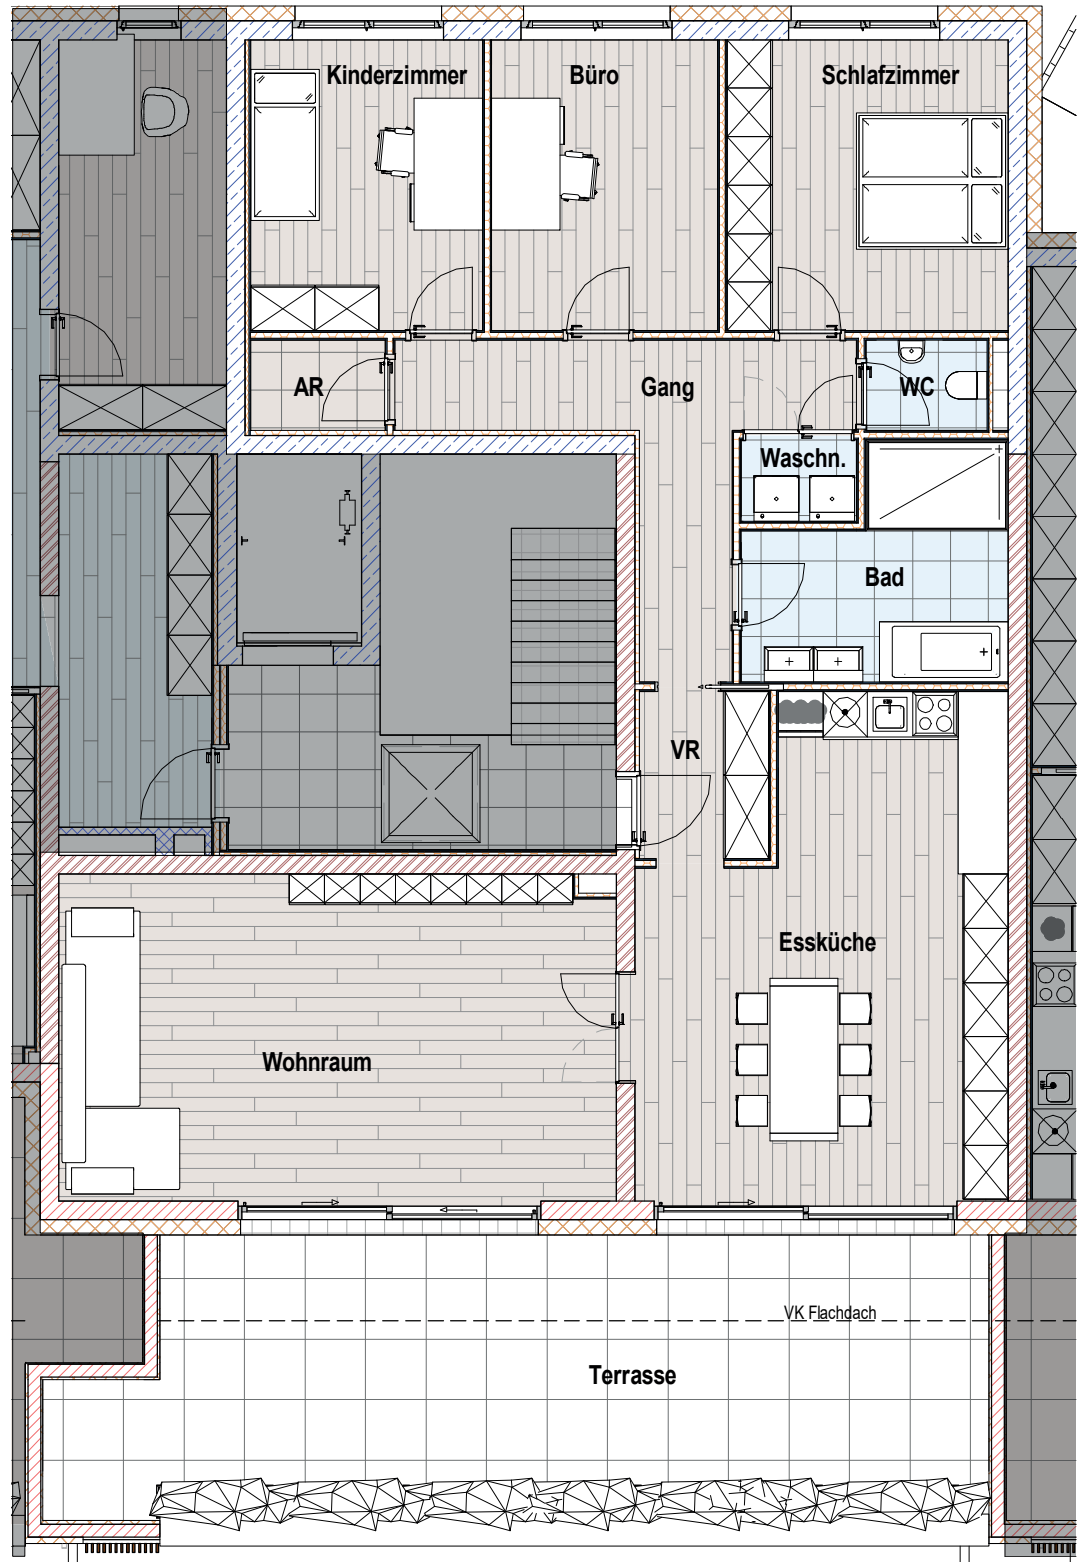 Kinderzimmer
Büro
Schlafzimmer
AR
Gang
WC
Waschn.
Bad
VR
Essküche
Wohnraum
VK Flachdach
Terrasse